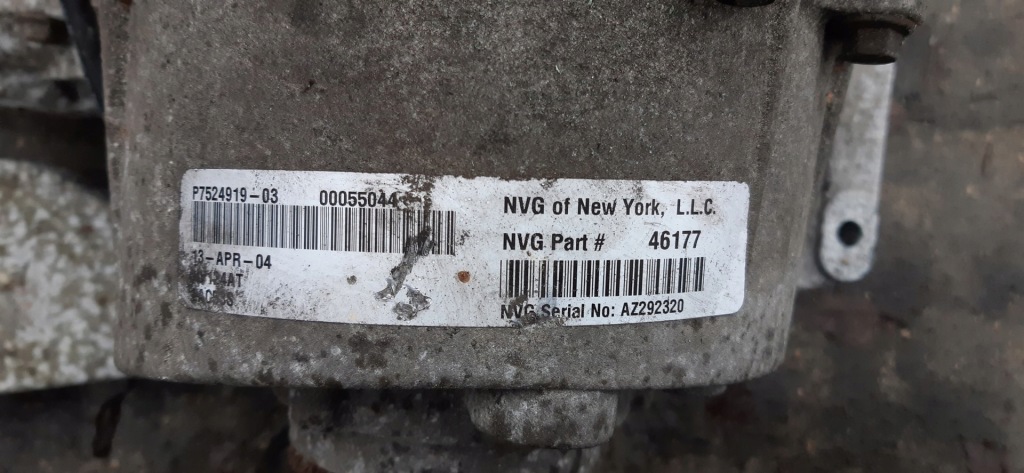 P7524919-03 00055044
13-APR-04
NVG of New York, L.L.C.
NVG Part # 46177
NVG Serial No: AZ292320